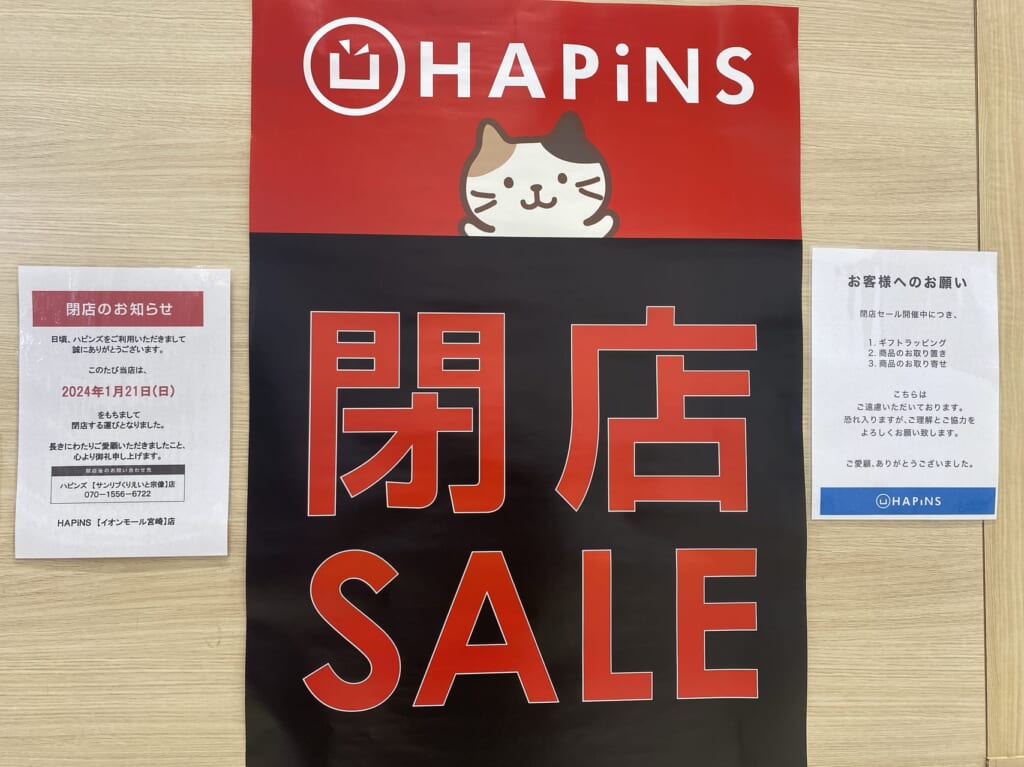 HAPiNS
閉店
SALE
閉店のお知らせ
日頃、ハピンズをご利用いただきまして
誠にありがとうございます。
このたび当店は、
2024年1月21日(日)
をもちまして
閉店する運びとなりました。
長きにわたりご愛顧いただきましたこと、
心より御礼申し上げます。
閉店後のお問い合わせ先
ハピンズ 【サンリブくりえいと宗像】店
070-1556-6722
HAPiNS 【イオンモール宮崎】店
お客様へのお願い
閉店セール開催中につき、
1. ギフトラッピング
2. 商品のお取り置き
3. 商品のお取り寄せ
こちらは
ご遠慮いただいております。
恐れ入りますが、ご理解とご協力を
よろしくお願い致します。
ご愛顧、ありがとうございました。
HAPiNS